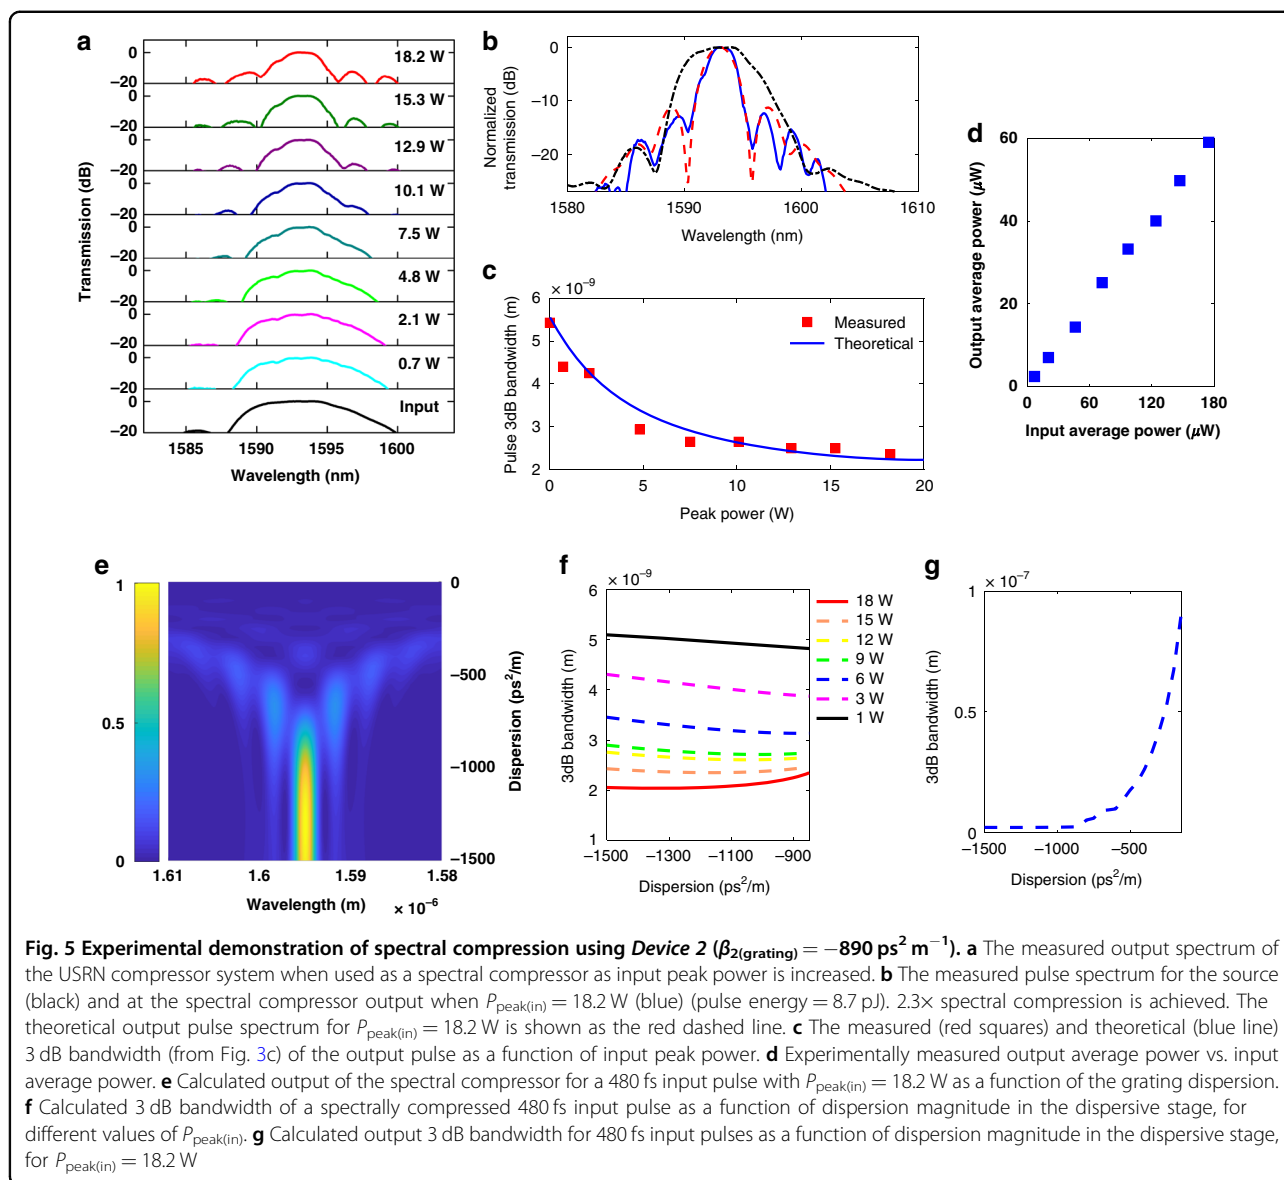 a
0
−20
18.2 W
0
−20
15.3 W
0
−20
12.9 W
0
−20
10.1 W
0
−20
7.5 W
0
−20
4.8 W
0
−20
2.1 W
0
−20
0.7 W
0
−20
Input
Transmission (dB)
1585 1590 1595 1600
Wavelength (nm)
b
0
−10
−20
Normalized
transmission (dB)
1580 1590 1600 1610
Wavelength (nm)
c
× 10⁻⁹
6
5
4
3
2
Pulse 3dB bandwidth (m)
Measured
Theoretical
0 5 10 15 20
Peak power (W)
d
60
40
20
0
Output average power (μW)
0 60 120 180
Input average power (μW)
e
1
0.5
0
0
−500
−1000
−1500
Dispersion (ps²/m)
1.61 1.6 1.59 1.58
Wavelength (m) × 10⁻⁶
f
× 10⁻⁹
6
5
4
3
2
1
3dB bandwidth (m)
18 W
15 W
12 W
9 W
6 W
3 W
1 W
−1500 −1300 −1100 −900
Dispersion (ps²/m)
g
× 10⁻⁷
1
0.5
0
3dB bandwidth (m)
−1500 −1000 −500
Dispersion (ps²/m)
Fig. 5 Experimental demonstration of spectral compression using Device 2 (β₂(grating) = −890 ps² m⁻¹). a The measured output spectrum of
the USRN compressor system when used as a spectral compressor as input peak power is increased. b The measured pulse spectrum for the source
(black) and at the spectral compressor output when Ppeak(in) = 18.2 W (blue) (pulse energy = 8.7 pJ). 2.3× spectral compression is achieved. The
theoretical output pulse spectrum for Ppeak(in) = 18.2 W is shown as the red dashed line. c The measured (red squares) and theoretical (blue line)
3 dB bandwidth (from Fig. 3c) of the output pulse as a function of input peak power. d Experimentally measured output average power vs. input
average power. e Calculated output of the spectral compressor for a 480 fs input pulse with Ppeak(in) = 18.2 W as a function of the grating dispersion.
f Calculated 3 dB bandwidth of a spectrally compressed 480 fs input pulse as a function of dispersion magnitude in the dispersive stage, for
different values of Ppeak(in). g Calculated output 3 dB bandwidth for 480 fs input pulses as a function of dispersion magnitude in the dispersive stage,
for Ppeak(in) = 18.2 W